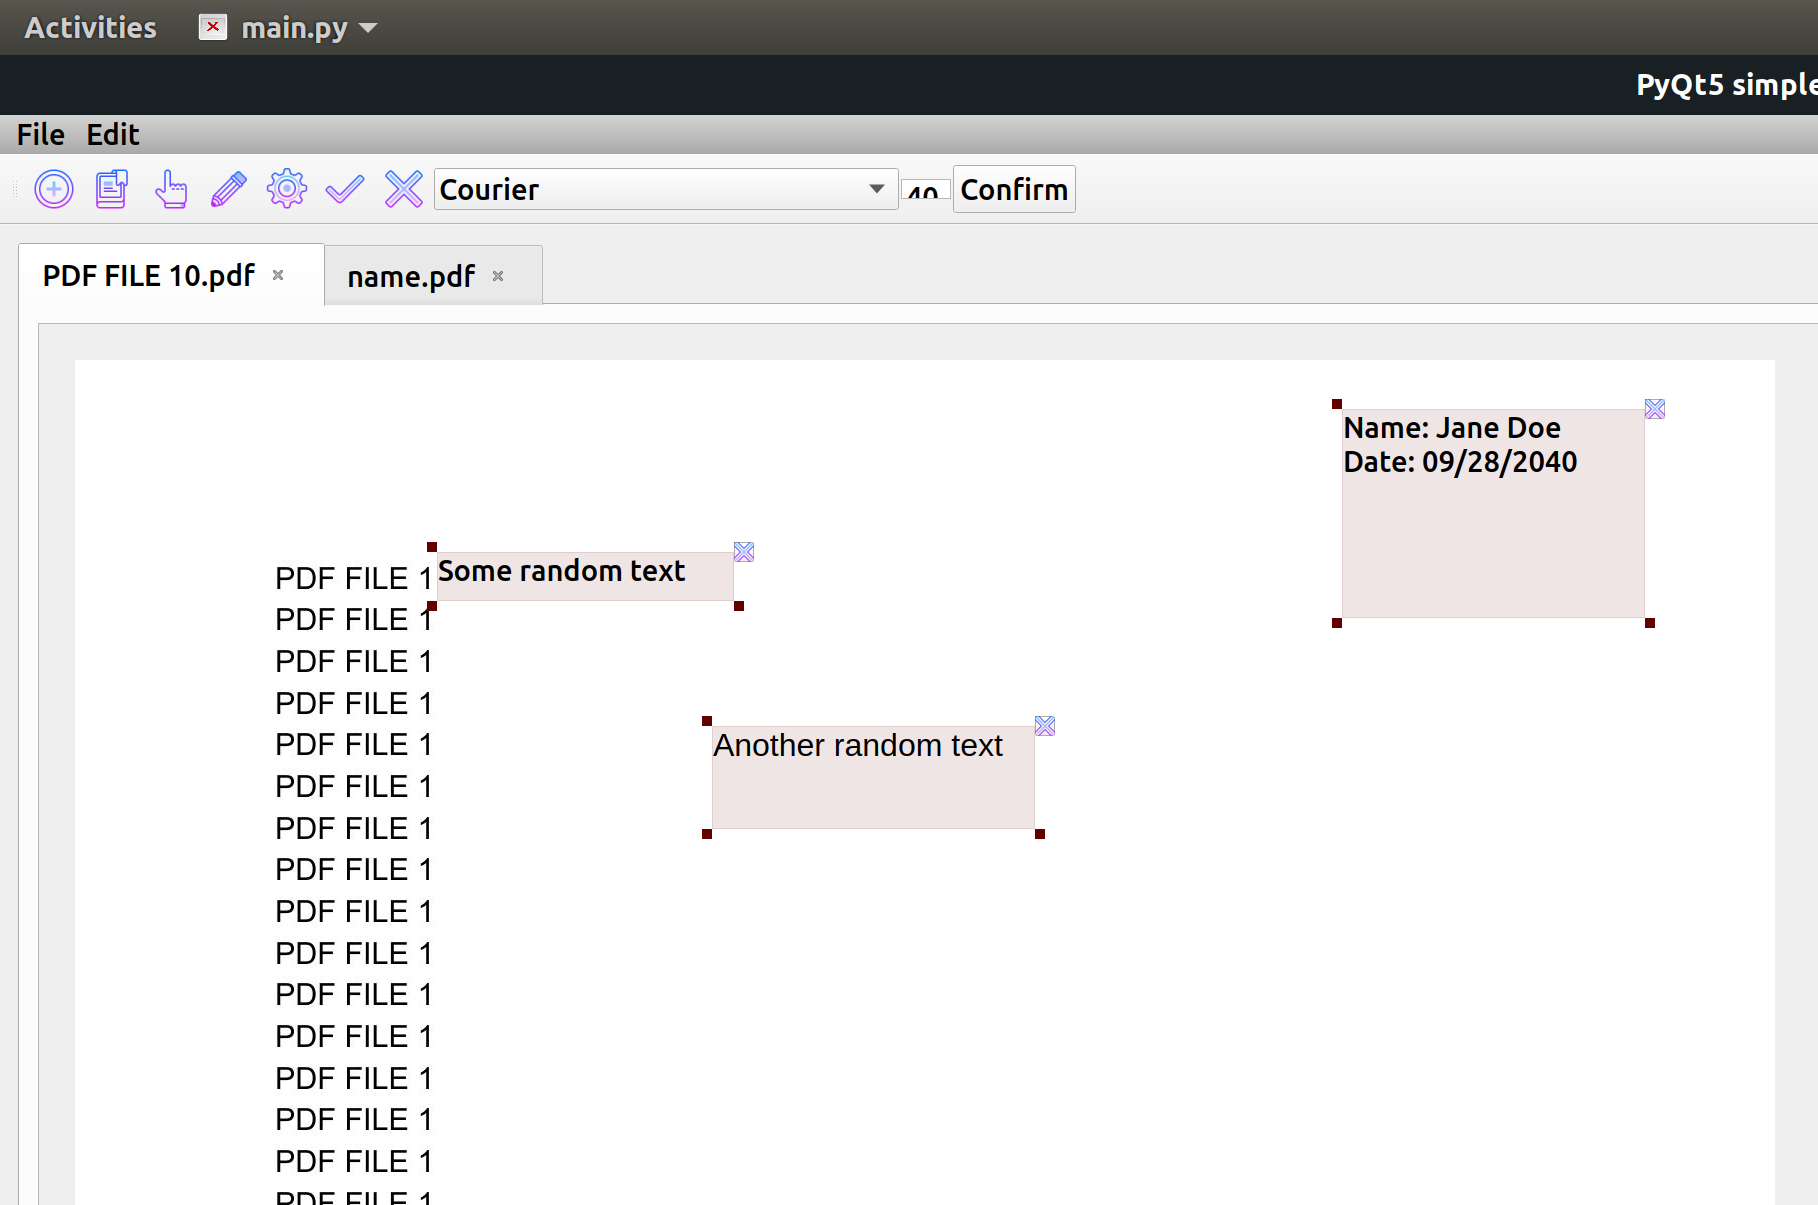 Activities main.py
PyQt5 simple
File Edit
Courier 40 Confirm
PDF FILE 10.pdf name.pdf
Name: Jane Doe
Date: 09/28/2040
Some random text
PDF FILE 1
PDF FILE 1
PDF FILE 1
PDF FILE 1
Another random text
PDF FILE 1
PDF FILE 1
PDF FILE 1
PDF FILE 1
PDF FILE 1
PDF FILE 1
PDF FILE 1
PDF FILE 1
PDF FILE 1
PDF FILE 1
PDF FILE 1
PDF FILE 1